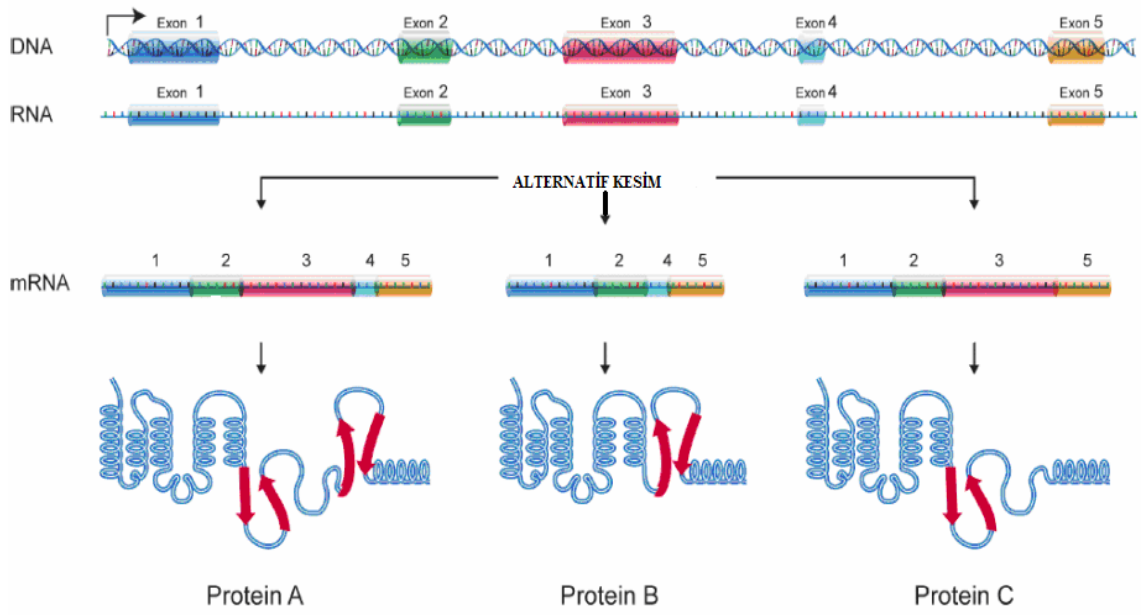 Exon 1 Exon 2 Exon 3 Exon 4 Exon 5
DNA
Exon 1 Exon 2 Exon 3 Exon 4 Exon 5
RNA
ALTERNATİF KESİM
1 2 3 4 5 1 2 4 5 1 2 3 5
mRNA
Protein A Protein B Protein C